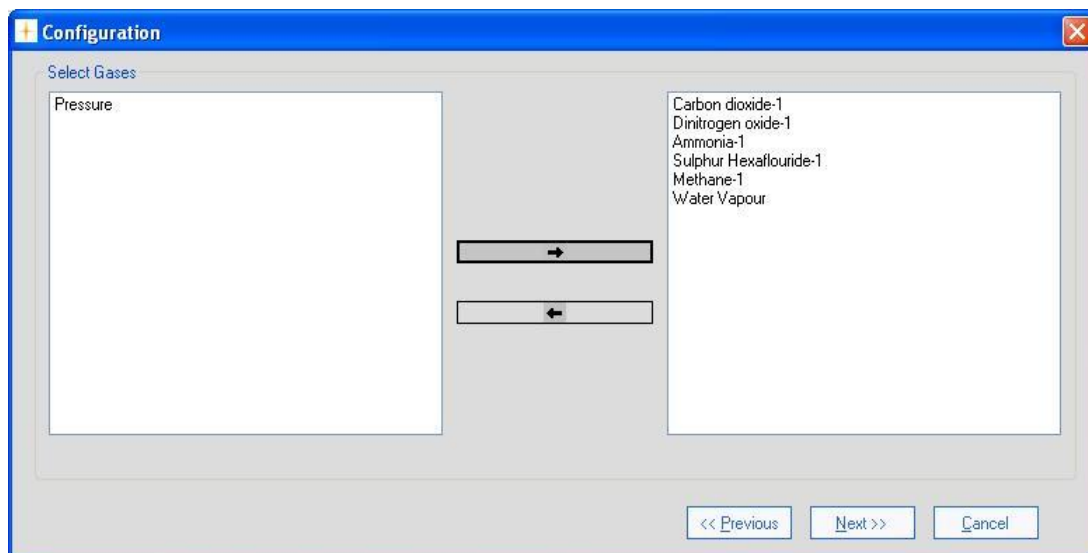 Configuration
Select Gases
Pressure
Carbon dioxide-1
Dinitrogen oxide-1
Ammonia-1
Sulphur Hexaflouride-1
Methane-1
Water Vapour
<< Previous
Next >>
Cancel